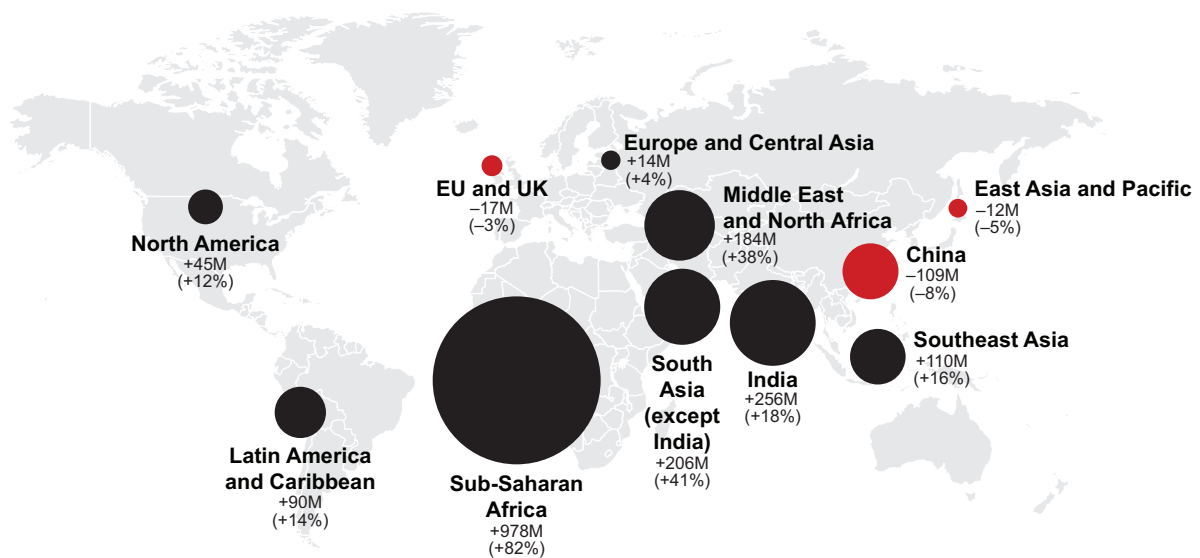 Europe and Central Asia
+14M
(+4%)
EU and UK
–17M
(–3%)
Middle East
and North Africa
+184M
(+38%)
East Asia and Pacific
–12M
(–5%)
North America
+45M
(+12%)
China
–109M
(–8%)
Southeast Asia
+110M
(+16%)
South
Asia
(except
India)
+206M
(+41%)
India
+256M
(+18%)
Latin America
and Caribbean
+90M
(+14%)
Sub-Saharan
Africa
+978M
(+82%)